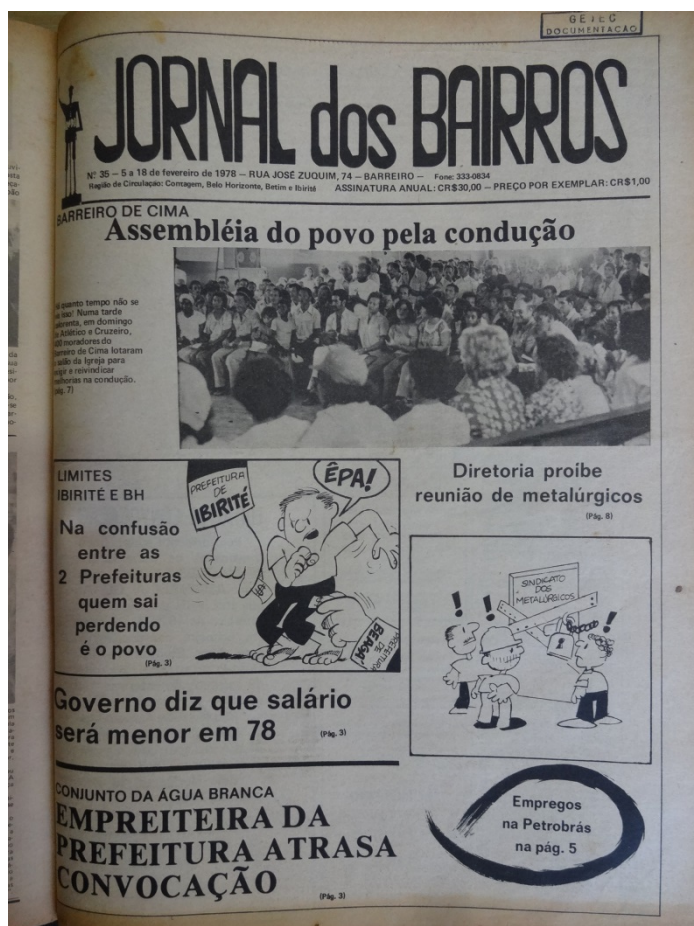 GEDOC
DOCUMENTAÇÃO
JORNAL dos BAIRROS
Nº 35 – 5 a 18 de fevereiro de 1978 – RUA JOSÉ ZUQUIM, 74 – BARREIRO – Fone: 333-0834
Região de Circulação: Contagem, Belo Horizonte, Betim e Ibirité ASSINATURA ANUAL: CR$30,00 – PREÇO POR EXEMPLAR: CR$1,00
BARREIRO DE CIMA
Assembléia do povo pela condução
quanto tempo não se
isso! Numa tarde
em domingo
Atlético e Cruzeiro,
moradores do
Barreiro de Cima lotaram
salão da Igreja para
e reivindicar
melhorias na condução.
(pág. 7)
LIMITES
IBIRITÉ E BH
Na confusão
entre as
2 Prefeituras
quem sai
perdendo
é o povo
(Pág. 3)
PREFEITURA
DE
IBIRITÉ
ÊPA!
PREFEITURA
DE
BEAGÁ
Diretoria proíbe
reunião de metalúrgicos
(Pág. 8)
SINDICATO
DOS
METALÚRGICOS
! ! !
Governo diz que salário
será menor em 78 (Pág. 3)
CONJUNTO DA ÁGUA BRANCA
EMPREITEIRA DA
PREFEITURA ATRASA
CONVOCAÇÃO
(Pág. 3)
Empregos
na Petrobrás
na pág. 5